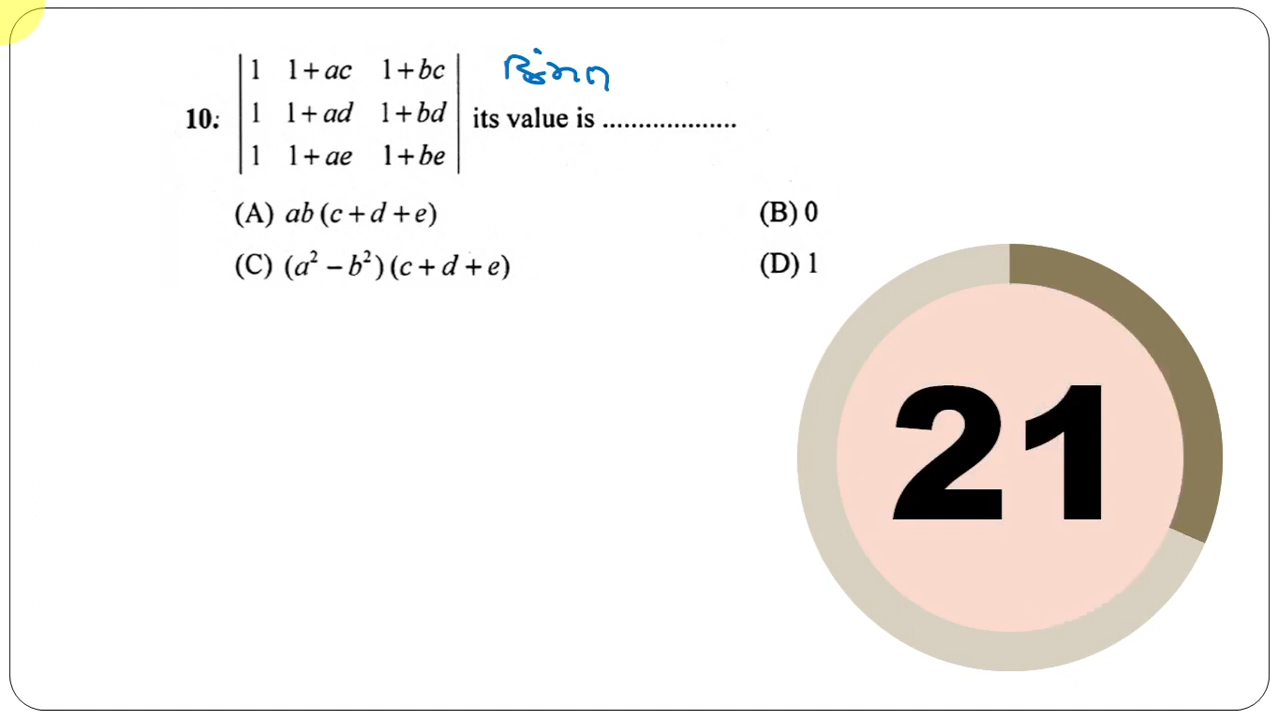 10. | 1 1+ac 1+bc |
| 1 1+ad 1+bd | its value is ...................
| 1 1+ae 1+be |
(A) ab (c + d + e) (B) 0
(C) (a² − b²) (c + d + e) (D) 1
21